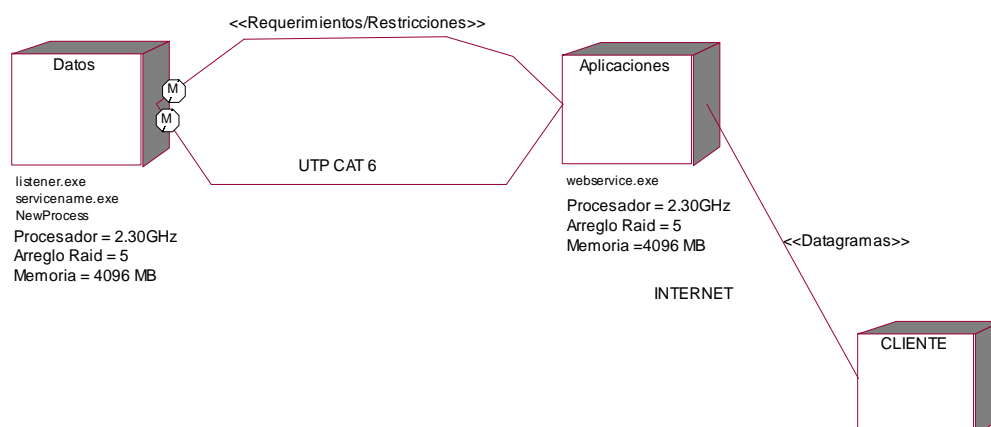 <<Requerimientos/Restricciones>>
Datos
Aplicaciones
M
M
UTP CAT 6
listener.exe
servicename.exe
NewProcess
Procesador = 2.30GHz
Arreglo Raid = 5
Memoria = 4096 MB
webservice.exe
Procesador = 2.30GHz
Arreglo Raid = 5
Memoria =4096 MB
<<Datagramas>>
INTERNET
CLIENTE